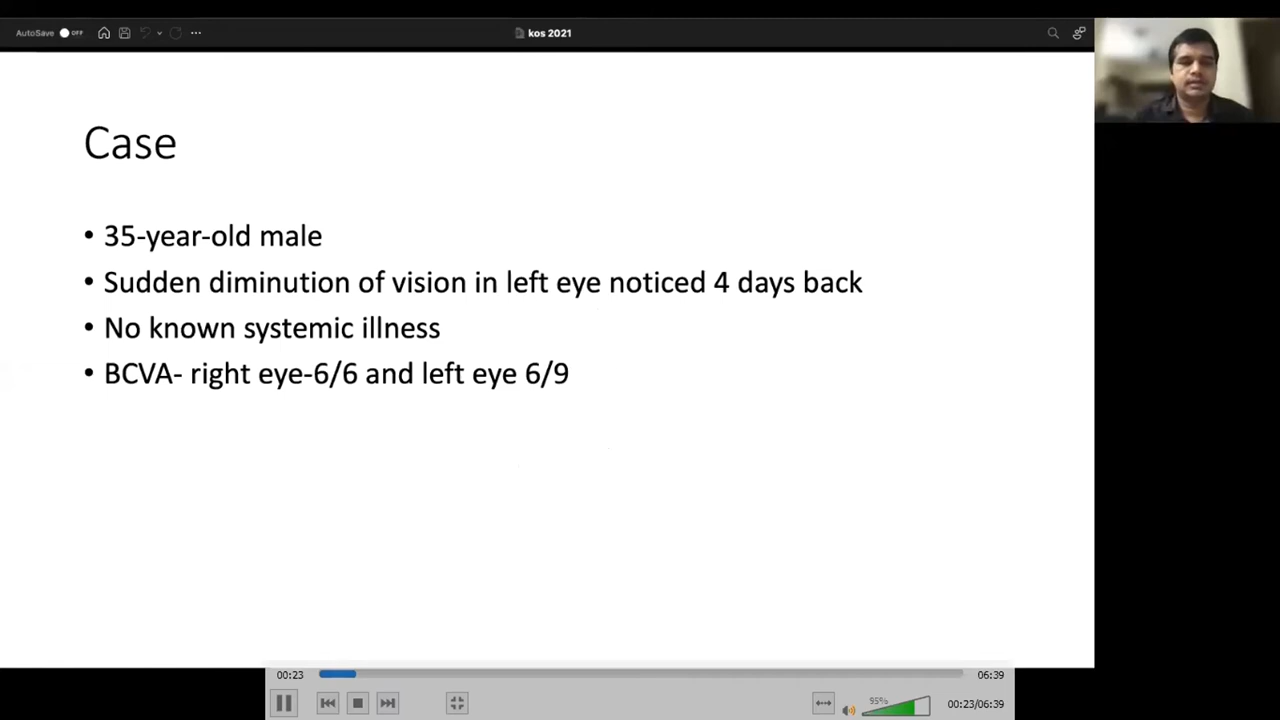 AutoSave OFF
kos 2021
Case
• 35-year-old male
• Sudden diminution of vision in left eye noticed 4 days back
• No known systemic illness
• BCVA- right eye-6/6 and left eye 6/9
00:23
06:39
95%
00:23/06:39